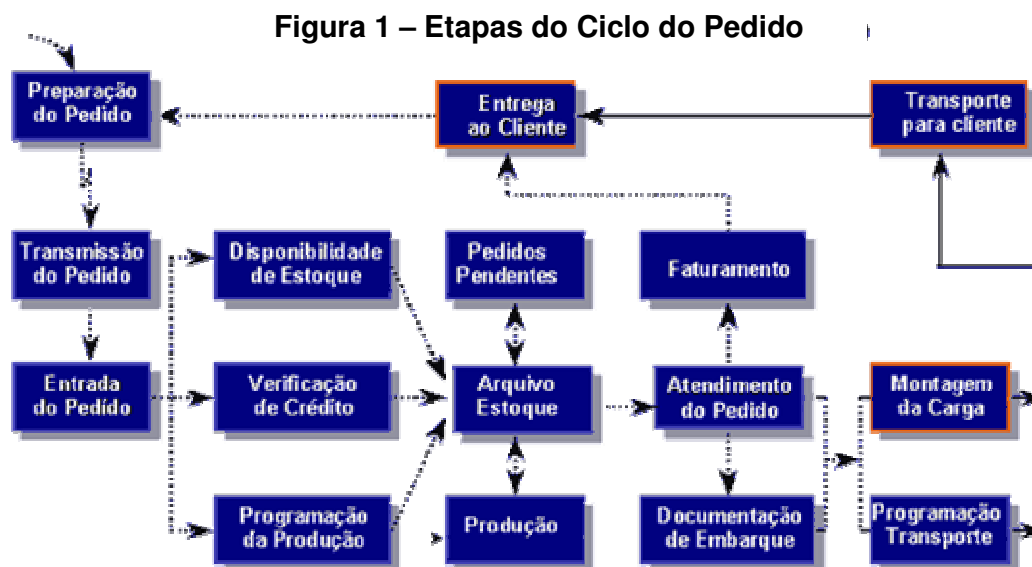 Figura 1 – Etapas do Ciclo do Pedido
Preparação
do Pedido
Entrega
ao Cliente
Transporte
para cliente
Transmissão
do Pedido
Disponibilidade
de Estoque
Pedidos
Pendentes
Faturamento
Entrada
do Pedido
Verificação
de Crédito
Arquivo
Estoque
Atendimento
do Pedido
Montagem
da Carga
Programação
da Produção
Produção
Documentação
de Embarque
Programação
Transporte